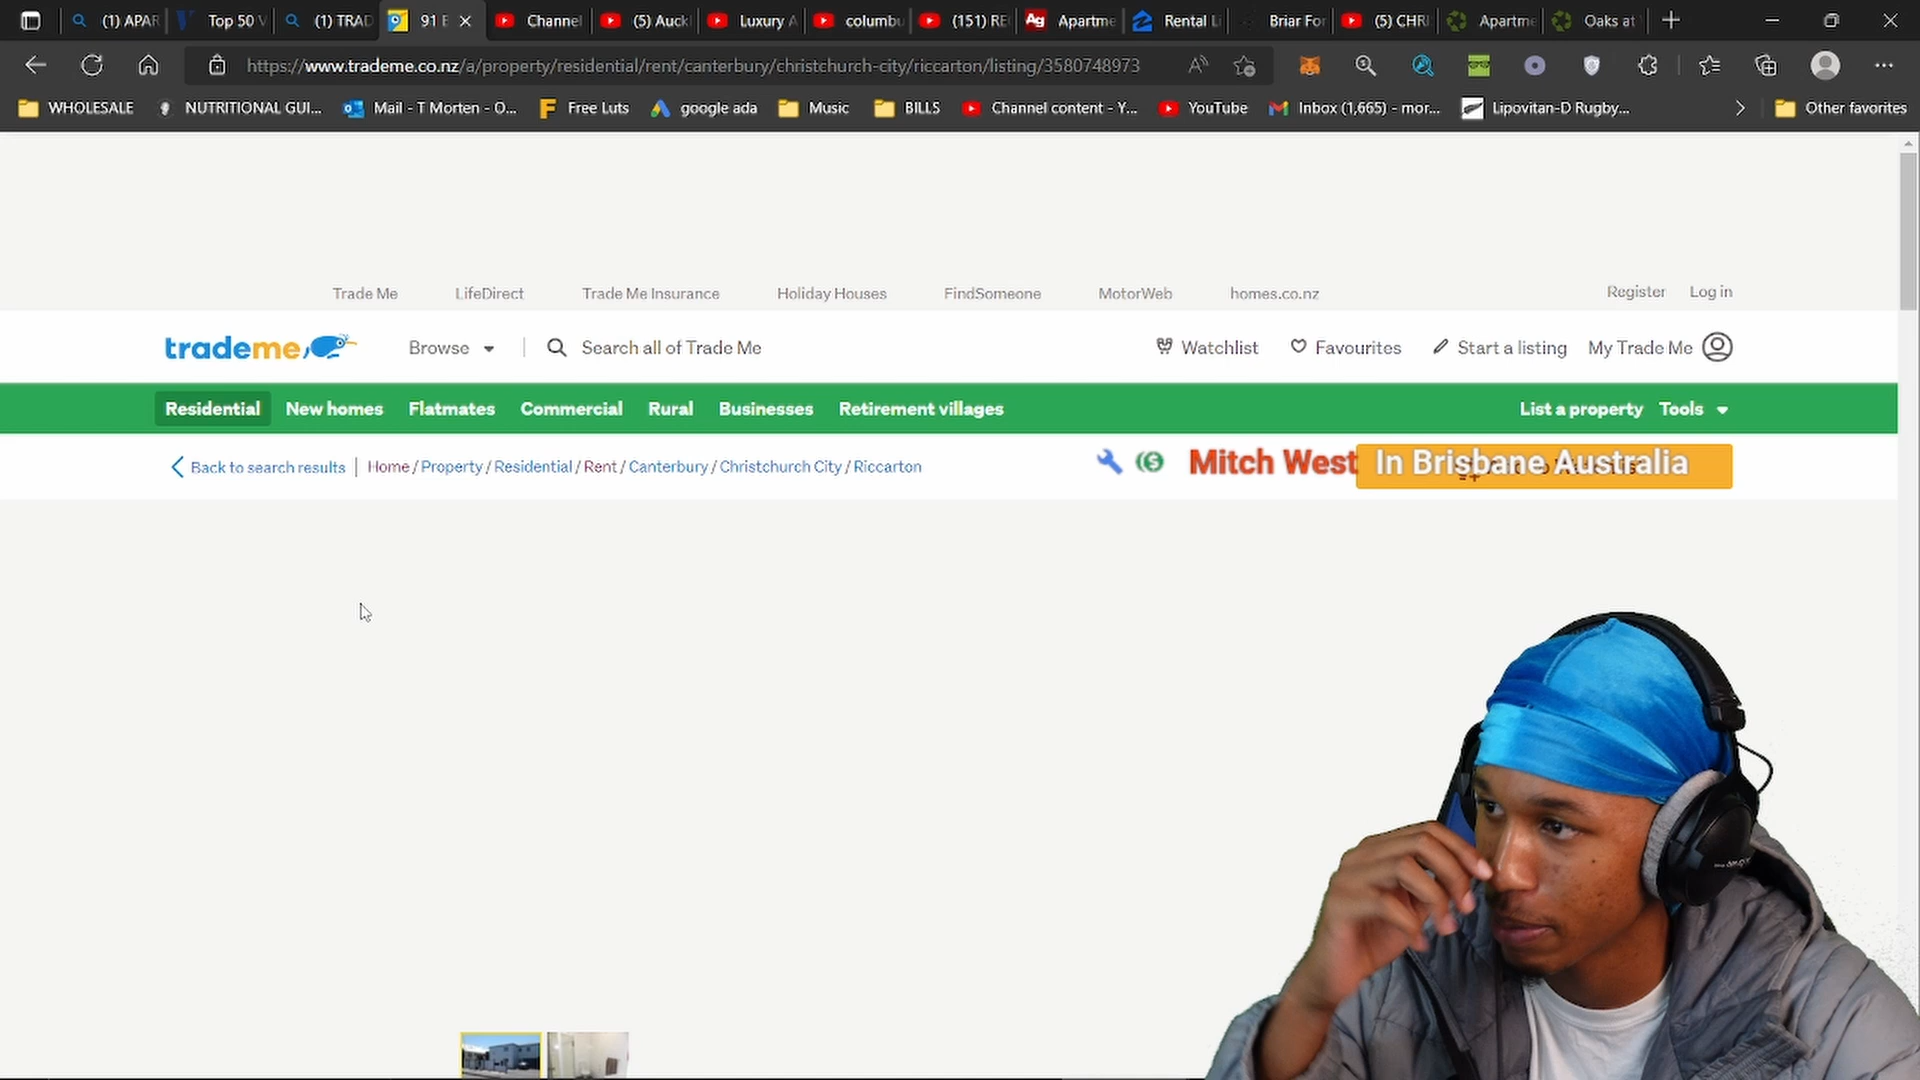 (1) APAR
Top 50 V
(1) TRAD
91 B
Channel
(5) Auckl
Luxury A
columbu
(151) RE
Ag
Apartme
Rental Li
Briar For
(5) CHRI
Apartme
Oaks at
https://www.trademe.co.nz/a/property/residential/rent/canterbury/christchurch-city/riccarton/listing/3580748973
WHOLESALE
NUTRITIONAL GUI...
Mail - T Morten - O...
Free Luts
google ada
Music
BILLS
Channel content - Y...
YouTube
Inbox (1,665) - mor...
Lipovitan-D Rugby...
Other favorites
Trade Me
LifeDirect
Trade Me Insurance
Holiday Houses
FindSomeone
MotorWeb
homes.co.nz
Register
Log in
trademe
Browse
Search all of Trade Me
Watchlist
Favourites
Start a listing
My Trade Me
Residential
New homes
Flatmates
Commercial
Rural
Businesses
Retirement villages
List a property
Tools
Back to search results
Home / Property / Residential / Rent / Canterbury / Christchurch City / Riccarton
Mitch West In Brisbane Australia